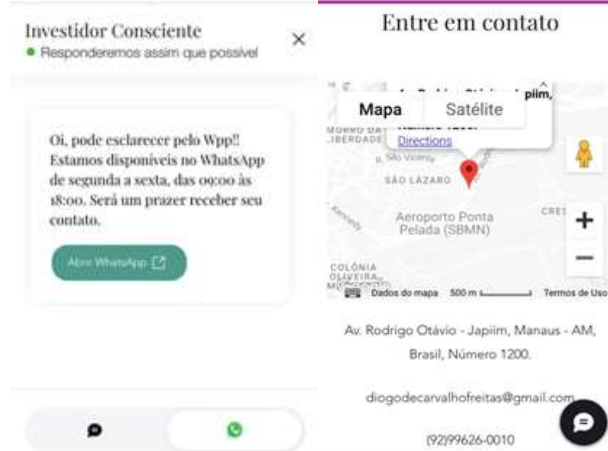 Investidor Consciente
Responderemos assim que possível
Oi, pode esclarecer pelo Wpp!!
Estamos disponíveis no WhatsApp
de segunda a sexta, das 09:00 às
18:00. Será um prazer receber seu
contato.
Abrir WhatsApp
Entre em contato
Mapa
Satélite
Directions
SÃO LÁZARO
Aeroporto Ponta
Pelada (SBMN)
COLÔNIA
Dados do mapa 500 m Termos de Uso
Av. Rodrigo Otávio - Japiim, Manaus - AM,
Brasil, Número 1200.
diogodecarvalhofreitas@gmail.com
(92)99626-0010